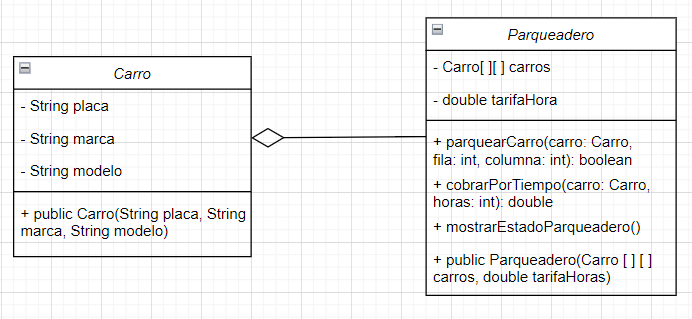 Carro
- String placa
- String marca
- String modelo
+ public Carro(String placa, String
marca, String modelo)
Parqueadero
- Carro[ ][ ] carros
- double tarifaHora
+ parquearCarro(carro: Carro,
fila: int, columna: int): boolean
+ cobrarPorTiempo(carro: Carro,
horas: int): double
+ mostrarEstadoParqueadero()
+ public Parqueadero(Carro [ ] [ ]
carros, double tarifaHoras)